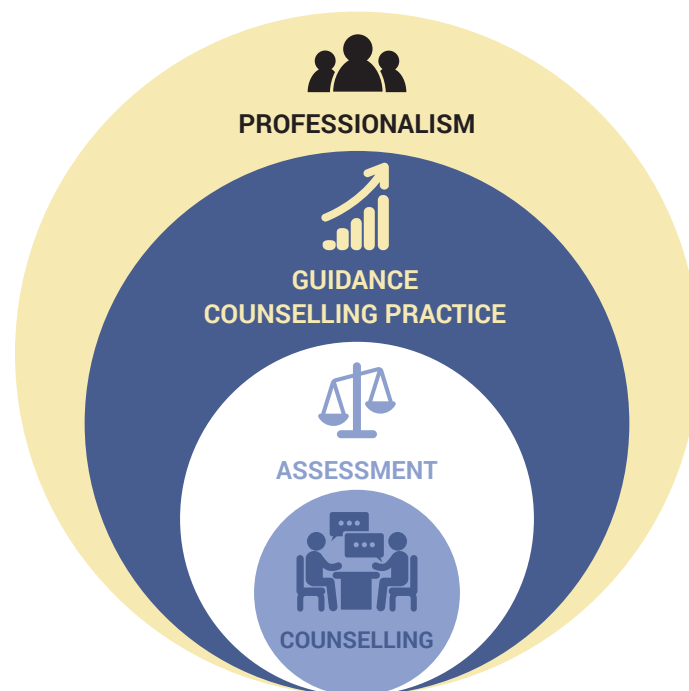 PROFESSIONALISM
GUIDANCE
COUNSELLING PRACTICE
ASSESSMENT
COUNSELLING